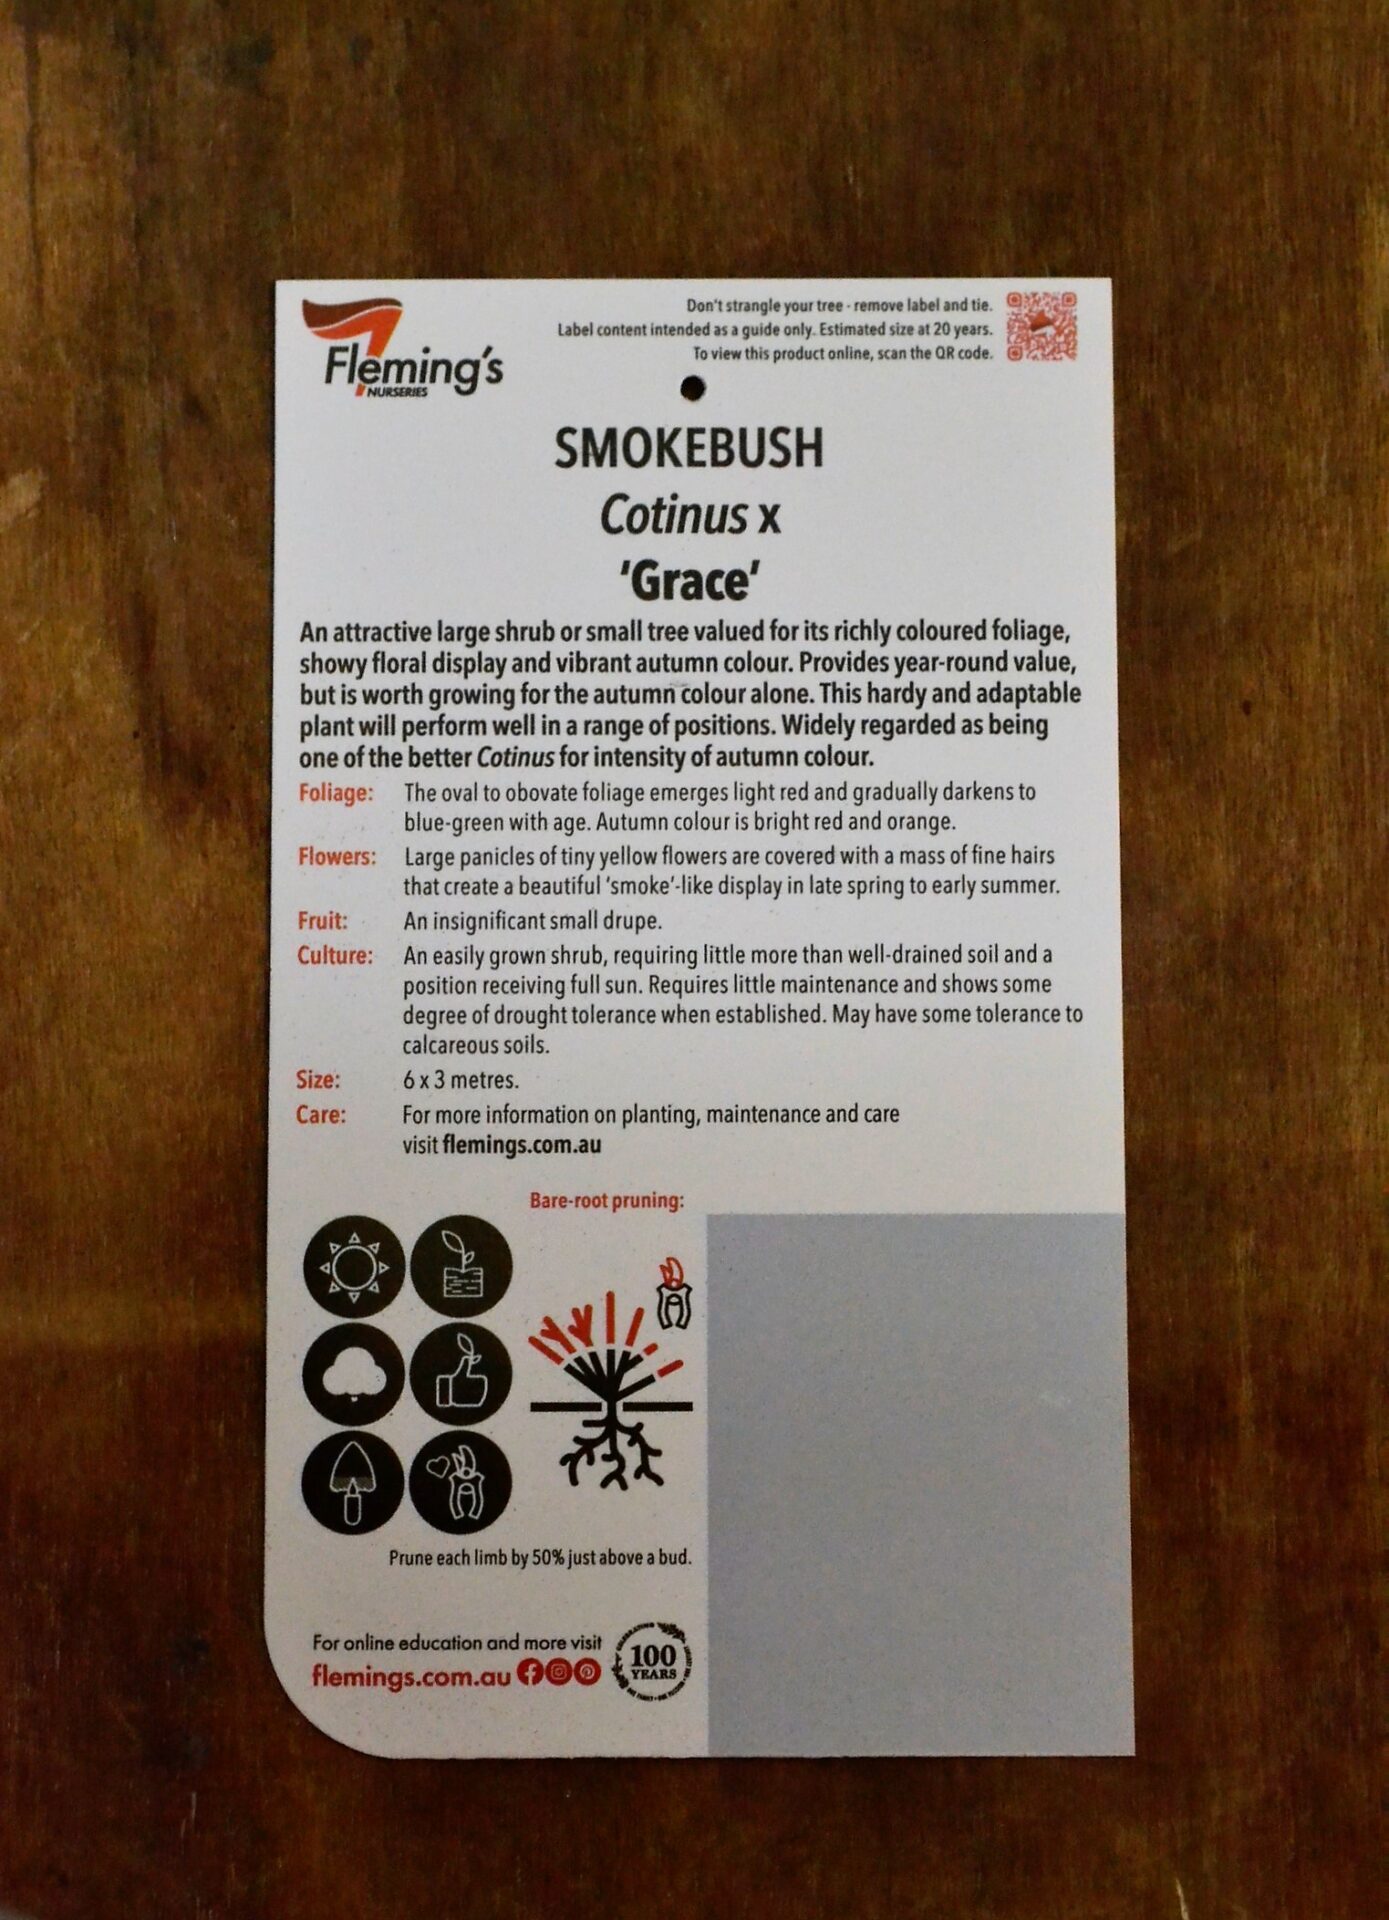 Fleming's
NURSERIES
Don't strangle your tree - remove label and tie.
Label content intended as a guide only. Estimated size at 20 years.
To view this product online, scan the QR code.
SMOKEBUSH
Cotinus x
'Grace'
An attractive large shrub or small tree valued for its richly coloured foliage,
showy floral display and vibrant autumn colour. Provides year-round value,
but is worth growing for the autumn colour alone. This hardy and adaptable
plant will perform well in a range of positions. Widely regarded as being
one of the better Cotinus for intensity of autumn colour.
Foliage: The oval to obovate foliage emerges light red and gradually darkens to
blue-green with age. Autumn colour is bright red and orange.
Flowers: Large panicles of tiny yellow flowers are covered with a mass of fine hairs
that create a beautiful 'smoke'-like display in late spring to early summer.
Fruit: An insignificant small drupe.
Culture: An easily grown shrub, requiring little more than well-drained soil and a
position receiving full sun. Requires little maintenance and shows some
degree of drought tolerance when established. May have some tolerance to
calcareous soils.
Size: 6 x 3 metres.
Care: For more information on planting, maintenance and care
visit flemings.com.au
Bare-root pruning:
Prune each limb by 50% just above a bud.
For online education and more visit
flemings.com.au
100
YEARS